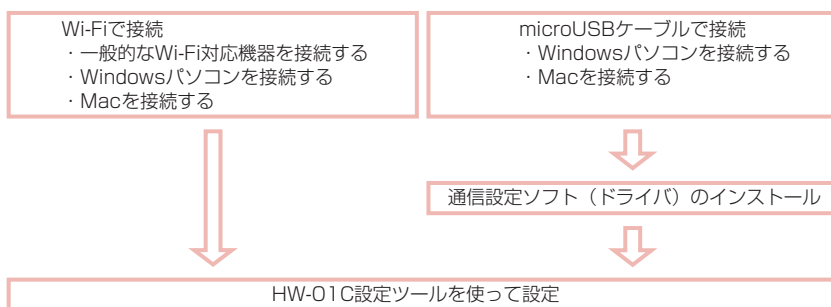 Wi-Fiで接続
・一般的なWi-Fi対応機器を接続する
・Windowsパソコンを接続する
・Macを接続する
microUSBケーブルで接続
・Windowsパソコンを接続する
・Macを接続する
通信設定ソフト（ドライバ）のインストール
HW-01C設定ツールを使って設定